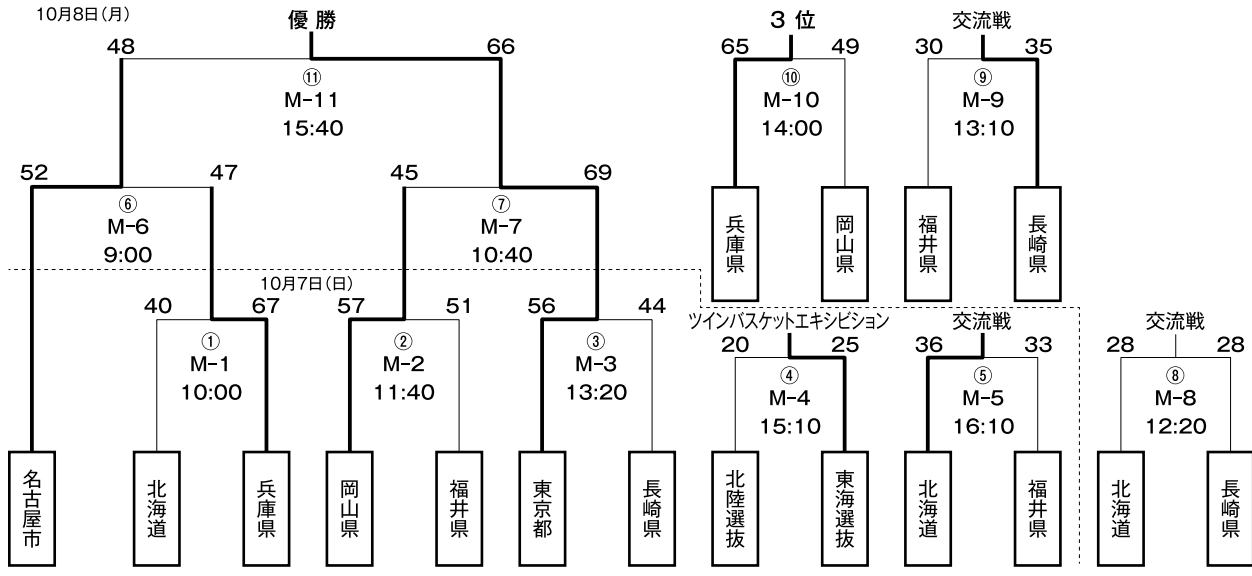 10月8日（月）
優 勝
3 位
交流戦
48
66
65
49
30
35
⑪
M-11
15:40
⑩
M-10
14:00
⑨
M-9
13:10
52
47
45
69
⑥
M-6
9:00
⑦
M-7
10:40
兵庫県
岡山県
福井県
長崎県
10月7日（日）
40
67
57
51
56
44
ツインバスケットエキシビション
交流戦
交流戦
20
25
36
33
28
28
①
M-1
10:00
②
M-2
11:40
③
M-3
13:20
④
M-4
15:10
⑤
M-5
16:10
⑧
M-8
12:20
名古屋市
北海道
兵庫県
岡山県
福井県
東京都
長崎県
北陸選抜
東海選抜
北海道
福井県
北海道
長崎県